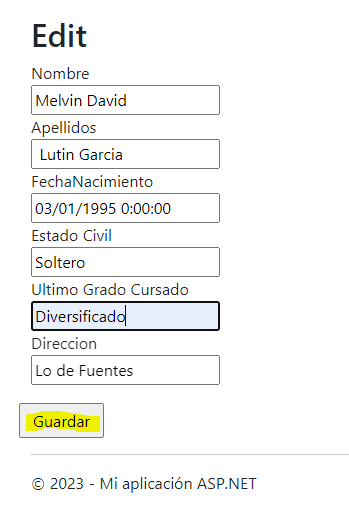 Edit
Nombre
Melvin David
Apellidos
Lutin Garcia
FechaNacimiento
03/01/1995 0:00:00
Estado Civil
Soltero
Ultimo Grado Cursado
Diversificado
Direccion
Lo de Fuentes
Guardar
© 2023 - Mi aplicación ASP.NET